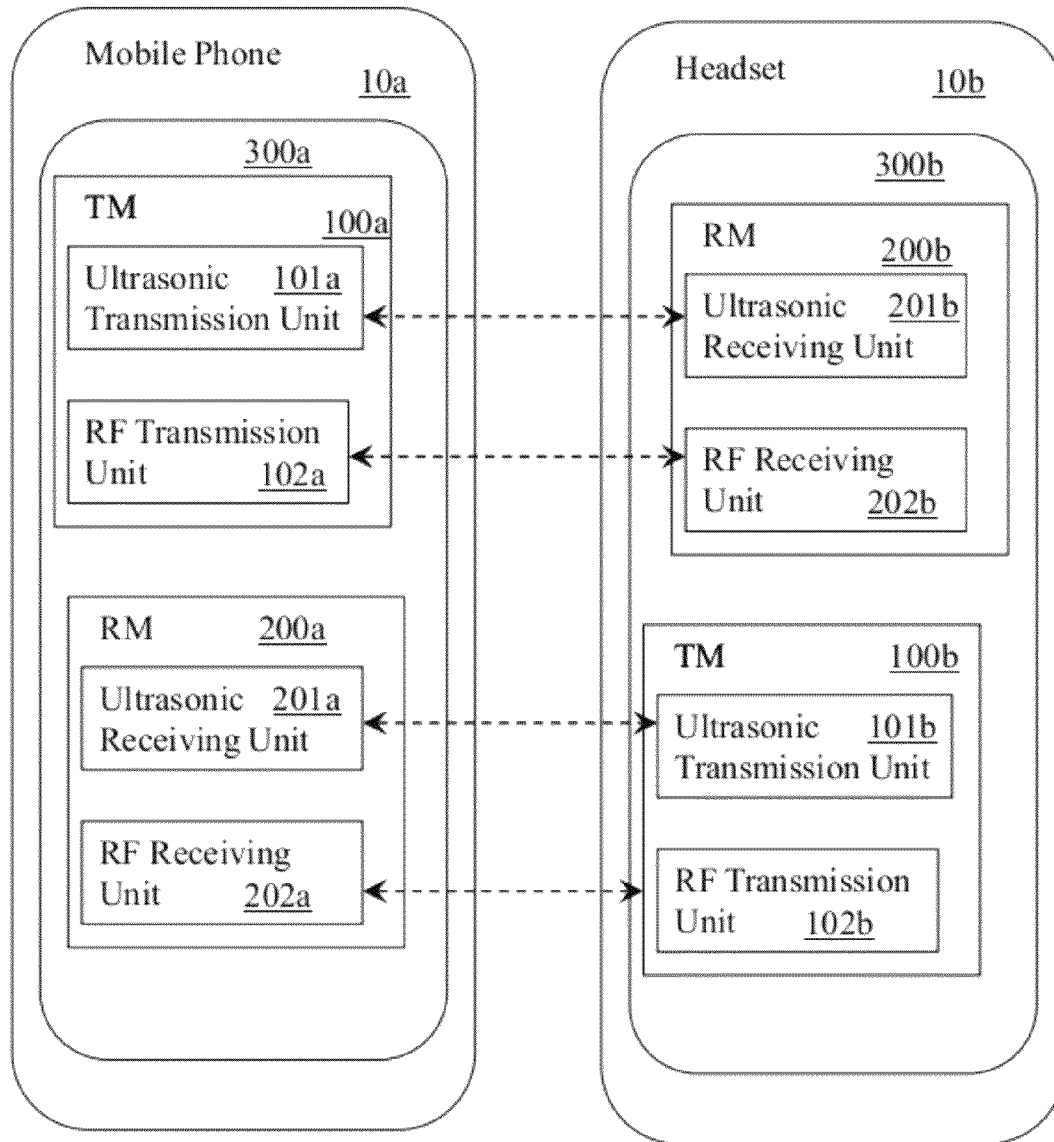 Mobile Phone
10a
300a
TM
100a
Ultrasonic 101a
Transmission Unit
RF Transmission
Unit 102a
RM 200a
Ultrasonic 201a
Receiving Unit
RF Receiving
Unit 202a
Headset
10b
300b
RM
200b
Ultrasonic 201b
Receiving Unit
RF Receiving
Unit 202b
TM 100b
Ultrasonic 101b
Transmission Unit
RF Transmission
Unit 102b